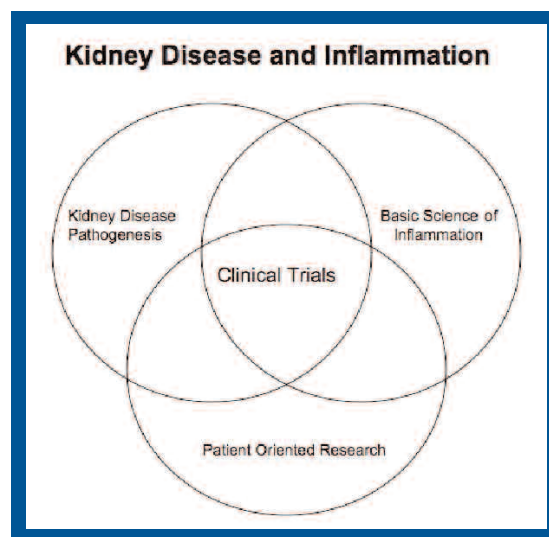 Kidney Disease and Inflammation
Kidney Disease
Pathogenesis
Basic Science of
Inflammation
Clinical Trials
Patient Oriented Research